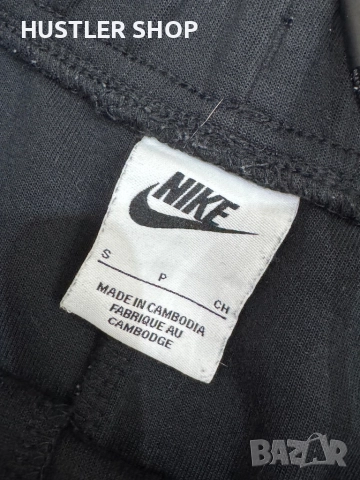 HUSTLER SHOP
NIKE
S P CH
MADE IN CAMBODIA
FABRIQUE AU
CAMBODGE
BAZAR